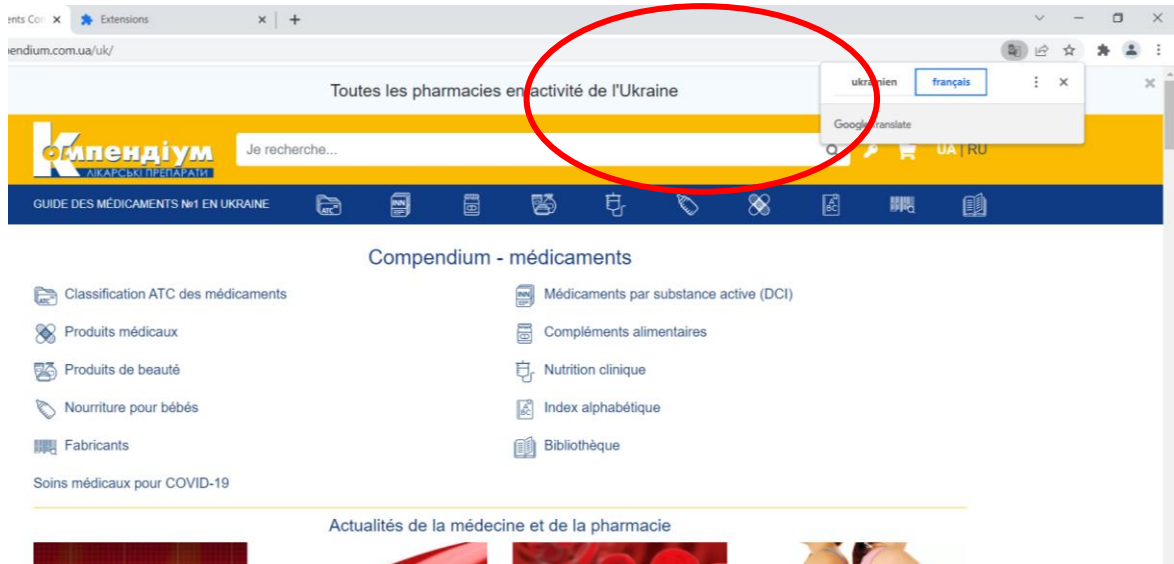 ents Con
Extensions
endium.com.ua/uk/
Toutes les pharmacies en activité de l'Ukraine
ukrainien français
Google Translate
Компендіум
ЛІКАРСЬКІ ПРЕПАРАТИ
Je recherche...
UA | RU
GUIDE DES MÉDICAMENTS №1 EN UKRAINE
ATC
INN
Compendium - médicaments
Classification ATC des médicaments
Médicaments par substance active (DCI)
Produits médicaux
Compléments alimentaires
Produits de beauté
Nutrition clinique
Nourriture pour bébés
Index alphabétique
Fabricants
Bibliothèque
Soins médicaux pour COVID-19
Actualités de la médecine et de la pharmacie